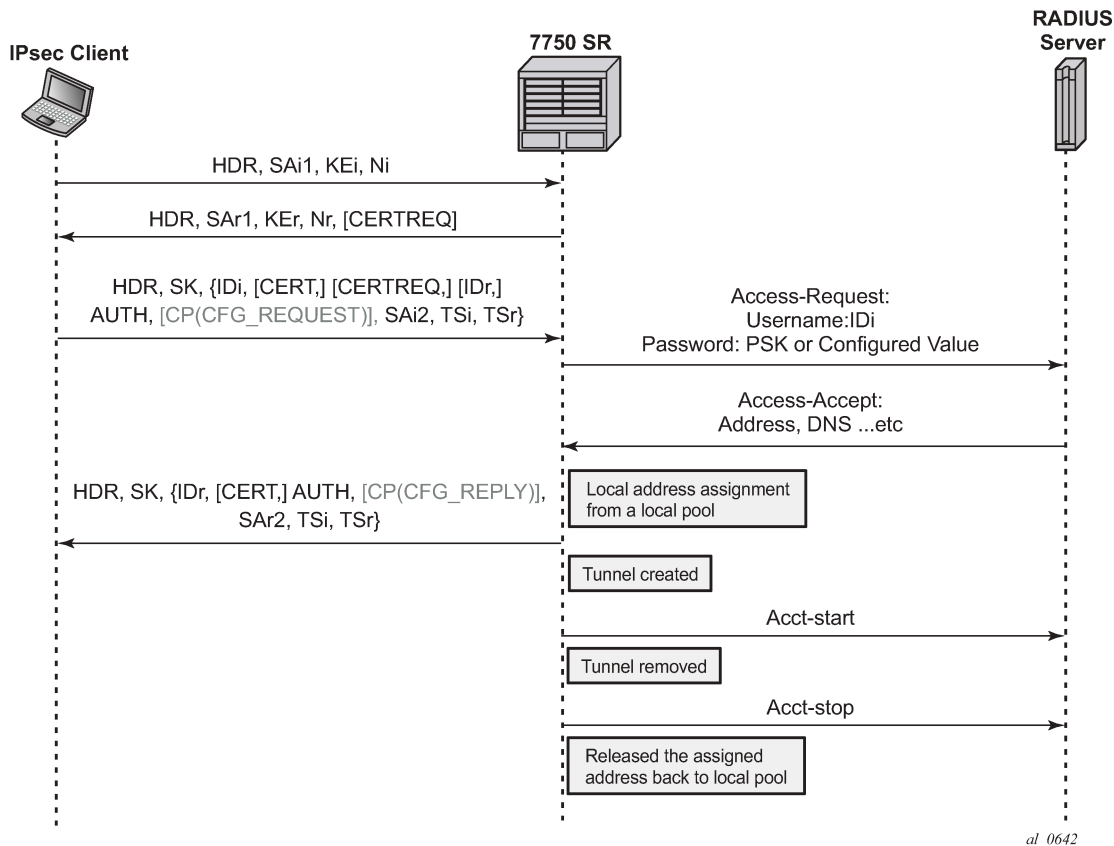 RADIUS
Server
7750 SR
IPsec Client
HDR, SAi1, KEi, Ni
HDR, SAr1, KEr, Nr, [CERTREQ]
HDR, SK, {IDi, [CERT,] [CERTREQ,] [IDr,]
AUTH, [CP(CFG_REQUEST)], SAi2, TSi, TSr}
Access-Request:
Username:IDi
Password: PSK or Configured Value
Access-Accept:
Address, DNS ...etc
HDR, SK, {IDr, [CERT,] AUTH, [CP(CFG_REPLY)],
SAr2, TSi, TSr}
Local address assignment
from a local pool
Tunnel created
Acct-start
Tunnel removed
Acct-stop
Released the assigned
address back to local pool
al_0642